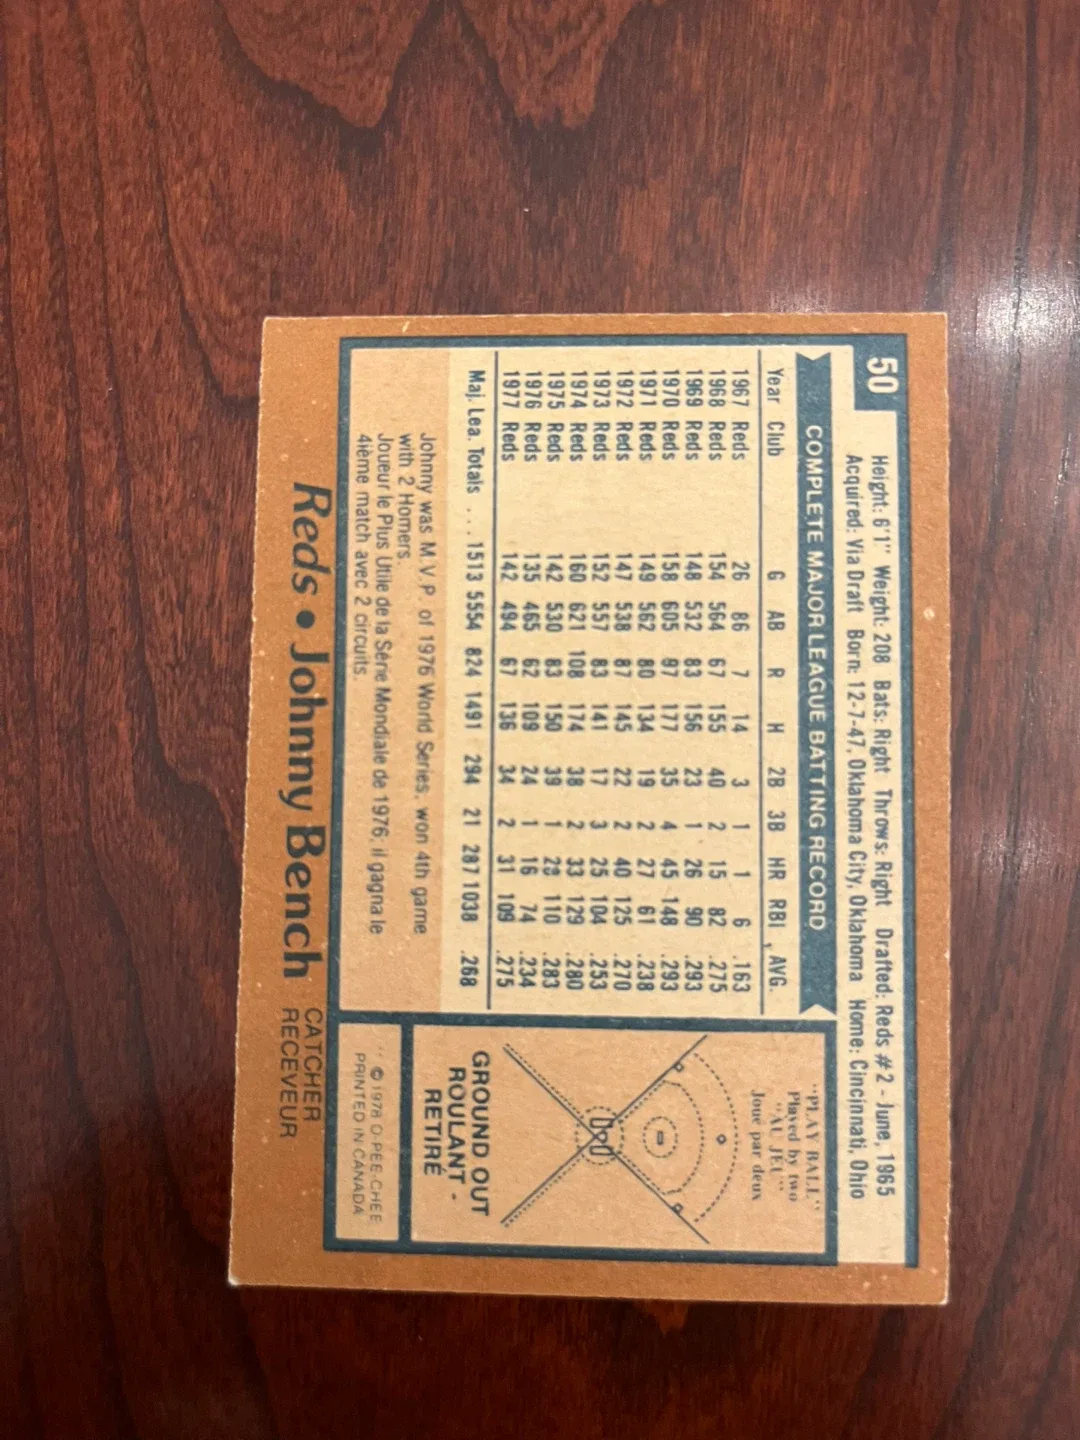 50
Height: 6'1" Weight: 208 Bats: Right Throws: Right Drafted: Reds #2 - June, 1965
Acquired: Via Draft Born: 12-7-47, Oklahoma City, Oklahoma Home: Cincinnati, Ohio
COMPLETE MAJOR LEAGUE BATTING RECORD
Year Club G AB R H 2B 3B HR RBI AVG.
1967 Reds 26 86 7 14 3 1 1 6 .163
1968 Reds 154 564 67 155 40 2 15 82 .275
1969 Reds 148 532 83 156 23 1 26 90 .293
1970 Reds 158 605 97 177 35 4 45 148 .293
1971 Reds 149 562 80 134 19 2 27 61 .238
1972 Reds 147 538 87 145 22 2 40 125 .270
1973 Reds 152 557 83 141 17 3 25 104 .253
1974 Reds 160 621 108 174 38 2 33 129 .280
1975 Reds 142 530 83 150 39 1 28 110 .283
1976 Reds 135 465 62 109 24 1 16 74 .234
1977 Reds 142 494 67 136 34 2 31 109 .275
Maj. Lea. Totals ... 1513 5554 824 1491 294 21 287 1038 .268
Johnny was M.V.P. of 1976 World Series, won 4th game
with 2 Homers.
Joueur le Plus Utile de la Série Mondiale de 1976; il gagna le
4ième match avec 2 circuits.
"PLAY BALL"
Played by two
"AU JEU"
Joué par deux
GROUND OUT
ROULANT -
RETIRÉ
© 1978 O-PEE-CHEE
PRINTED IN CANADA
Reds • Johnny Bench
CATCHER
RECEVEUR